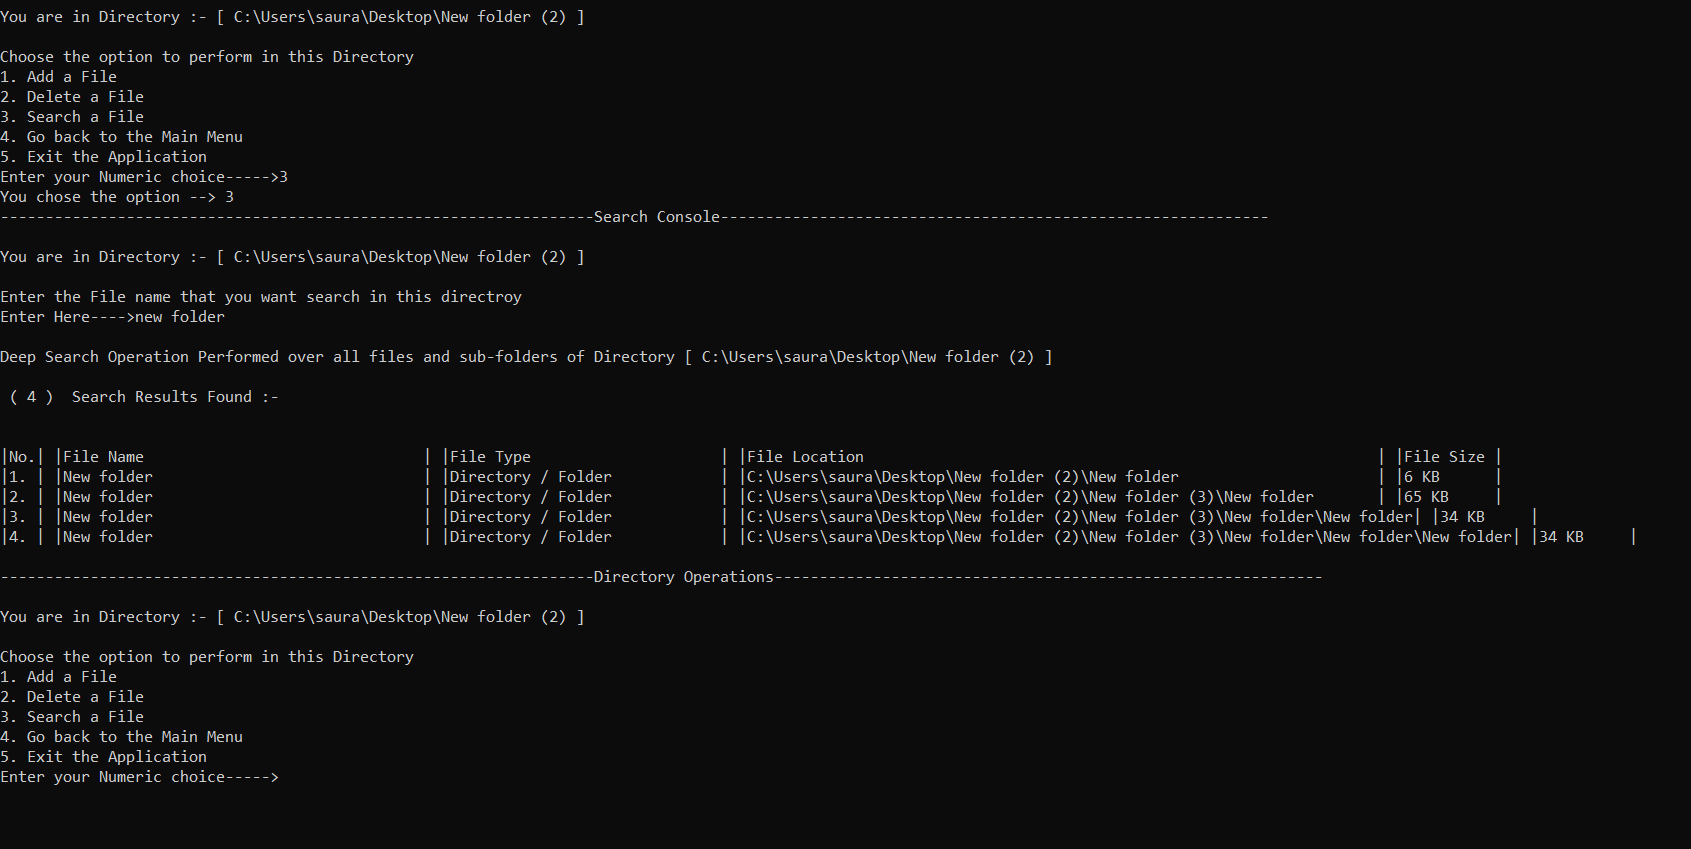 You are in Directory :- [ C:\Users\saura\Desktop\New folder (2) ]
Choose the option to perform in this Directory
1. Add a File
2. Delete a File
3. Search a File
4. Go back to the Main Menu
5. Exit the Application
Enter your Numeric choice----->3
You chose the option --> 3
------------------------------------------------------------------Search Console-------------------------------------------------------------
You are in Directory :- [ C:\Users\saura\Desktop\New folder (2) ]
Enter the File name that you want search in this directroy
Enter Here---->new folder
Deep Search Operation Performed over all files and sub-folders of Directory [ C:\Users\saura\Desktop\New folder (2) ]
 ( 4 )  Search Results Found :-
|No.| |File Name                               | |File Type                     | |File Location                                                         | |File Size |
|1. | |New folder                              | |Directory / Folder            | |C:\Users\saura\Desktop\New folder (2)\New folder                      | |6 KB      |
|2. | |New folder                              | |Directory / Folder            | |C:\Users\saura\Desktop\New folder (2)\New folder (3)\New folder       | |65 KB     |
|3. | |New folder                              | |Directory / Folder            | |C:\Users\saura\Desktop\New folder (2)\New folder (3)\New folder\New folder| |34 KB     |
|4. | |New folder                              | |Directory / Folder            | |C:\Users\saura\Desktop\New folder (2)\New folder (3)\New folder\New folder\New folder| |34 KB     |
------------------------------------------------------------------Directory Operations-------------------------------------------------------------
You are in Directory :- [ C:\Users\saura\Desktop\New folder (2) ]
Choose the option to perform in this Directory
1. Add a File
2. Delete a File
3. Search a File
4. Go back to the Main Menu
5. Exit the Application
Enter your Numeric choice----->